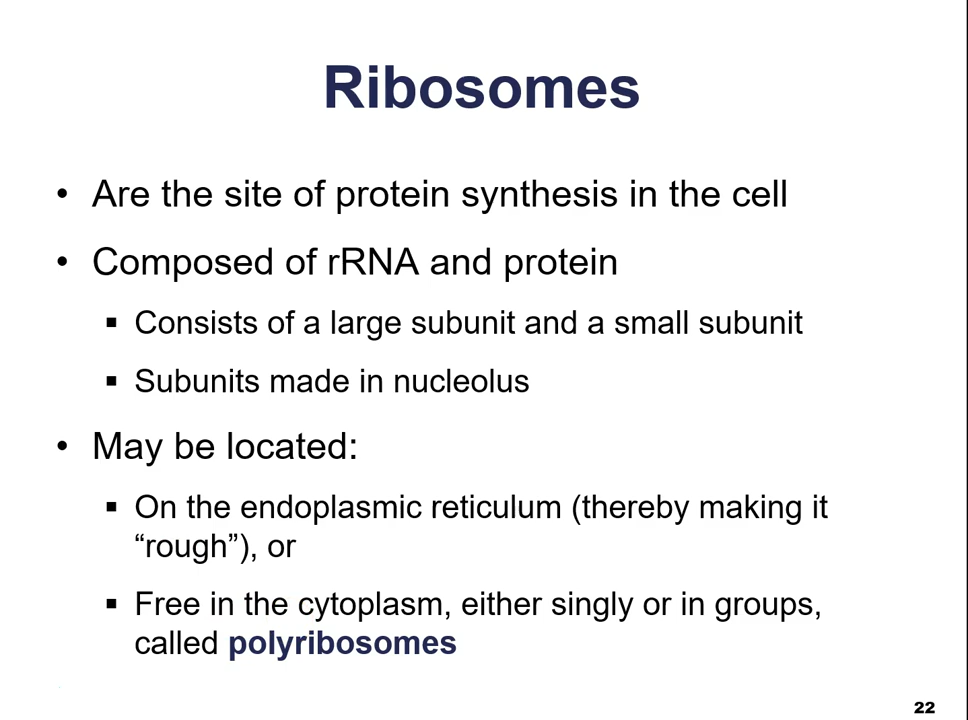 Ribosomes
• Are the site of protein synthesis in the cell
• Composed of rRNA and protein
▪ Consists of a large subunit and a small subunit
▪ Subunits made in nucleolus
• May be located:
▪ On the endoplasmic reticulum (thereby making it
“rough”), or
▪ Free in the cytoplasm, either singly or in groups,
called polyribosomes
22